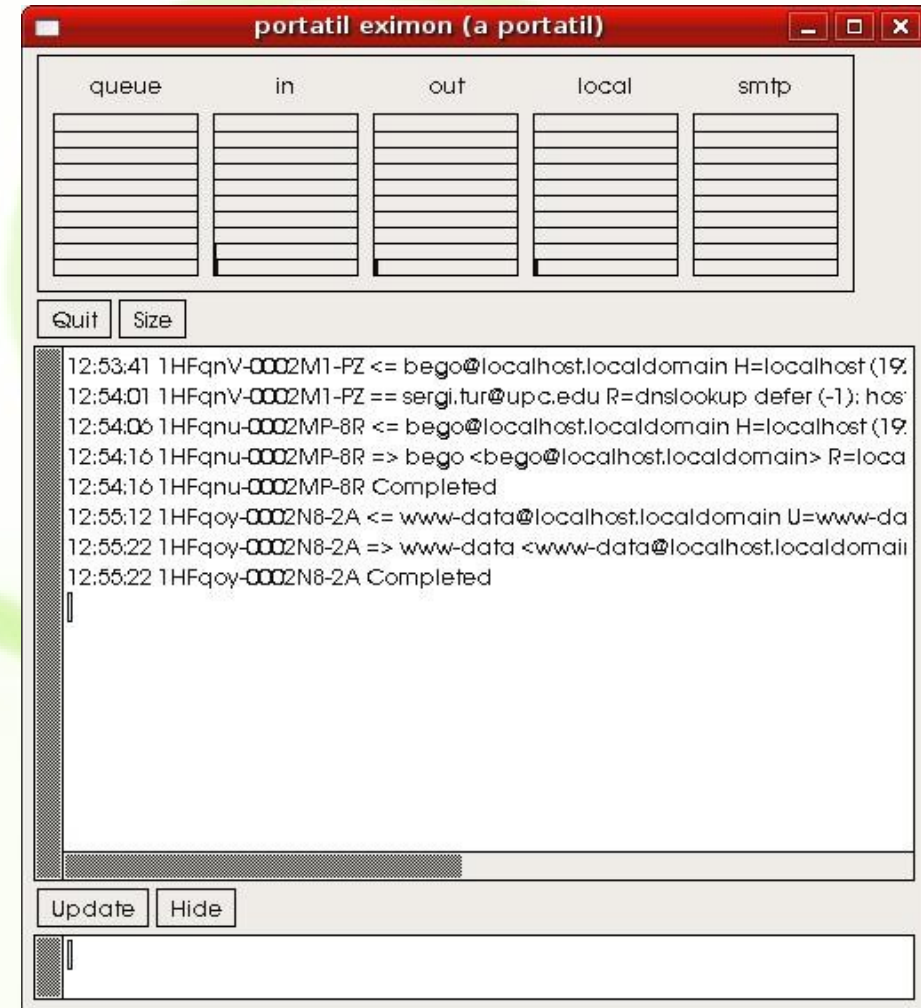 portatil eximon (a portatil)
queue in out local smtp
Quit Size
12:53:41 1HFqnV-0002M1-PZ <= bego@localhost.localdomain H=localhost (19
12:54:01 1HFqnV-0002M1-PZ == sergi.tur@upc.edu R=dnslookup defer (-1): hos
12:54:06 1HFqnu-0002MP-8R <= bego@localhost.localdomain H=localhost (19
12:54:16 1HFqnu-0002MP-8R => bego <bego@localhost.localdomain> R=loca
12:54:16 1HFqnu-0002MP-8R Completed
12:55:12 1HFqoy-0002N8-2A <= www-data@localhost.localdomain U=www-da
12:55:22 1HFqoy-0002N8-2A => www-data <www-data@localhost.localdomai
12:55:22 1HFqoy-0002N8-2A Completed
Update Hide